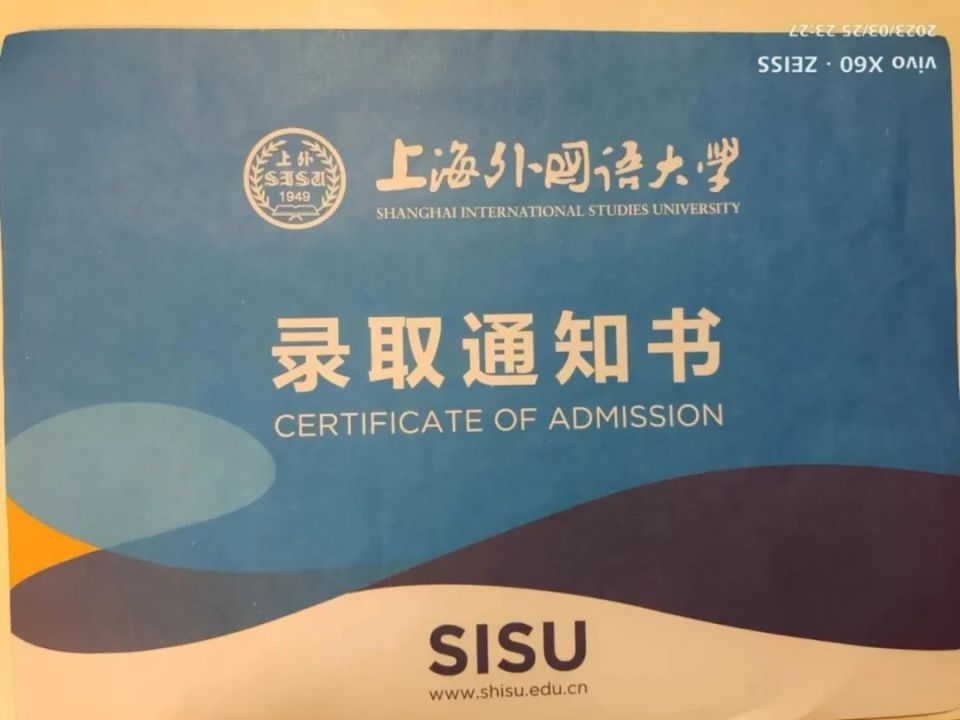 2023/03/25 23:27
vivo X60 · ZEISS
上外
SISU
1949
上海外国语大学
SHANGHAI INTERNATIONAL STUDIES UNIVERSITY
录取通知书
CERTIFICATE OF ADMISSION
SISU
www.shisu.edu.cn